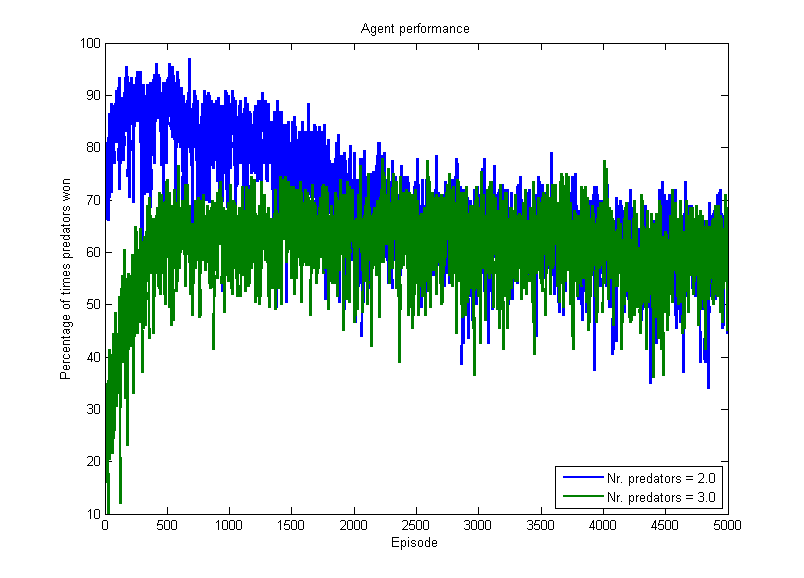 Agent performance
100
90
80
70
60
50
40
30
20
10
Percentage of times predators won
0 500 1000 1500 2000 2500 3000 3500 4000 4500 5000
Episode
Nr. predators = 2.0
Nr. predators = 3.0